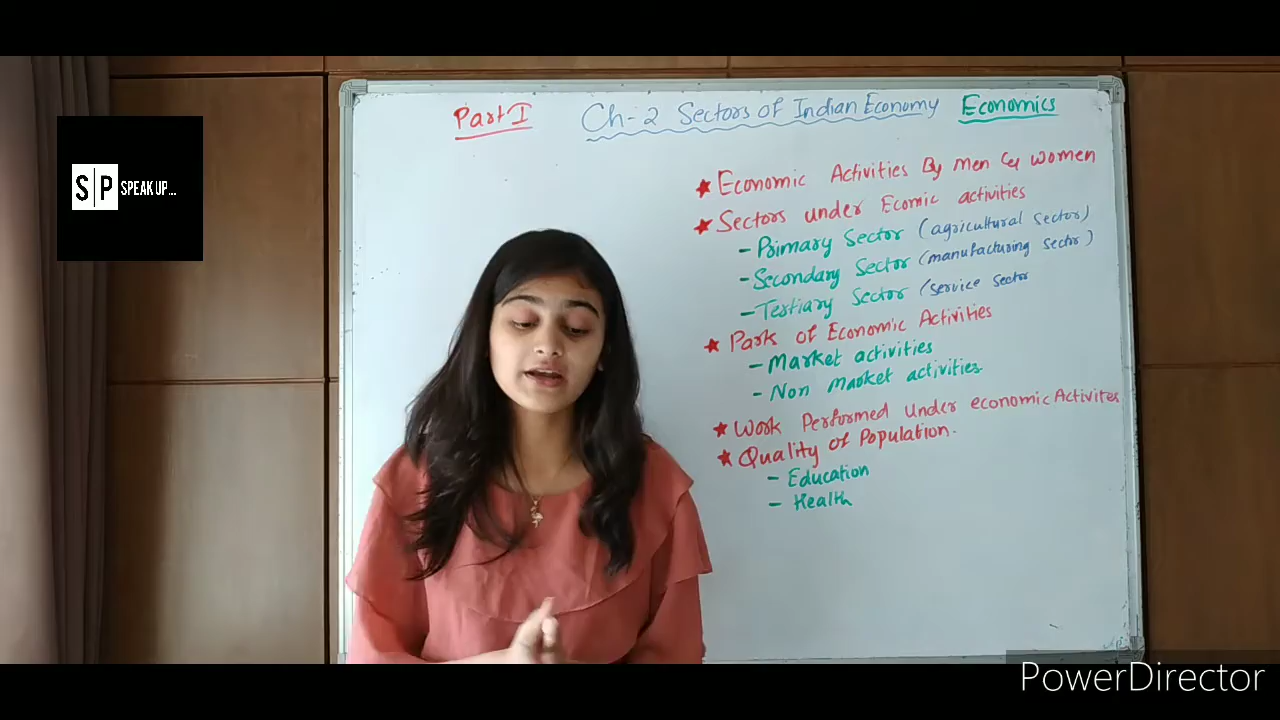 Part I
Ch-2 Sectors of Indian Economy Economics
★ Economic Activities By Men & women
★ Sectors under Ecomic activities
- Primary Sector (agricultural sector)
- Secondary Sector (manufacturing sector)
- Tertiary Sector (service sector
★ Park of Economic Activities
- Market activities
- Non Market activities
★ Work Performed Under economic Activites
★ Quality of Population.
- Education
- Health
S|P SPEAK UP...
PowerDirector